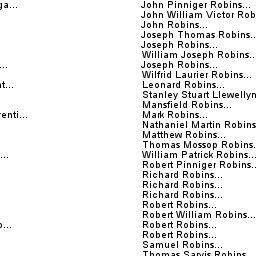 ga... John Pinniger Robins...
John William Victor Rob
John Robins...
Joseph Thomas Robins..
Joseph Robins...
William Joseph Robins..
... Joseph Robins...
Wilfrid Laurier Robins...
t... Leonard Robins...
Stanley Stuart Llewellyn
Mansfield Robins...
enti... Mark Robins...
Nathaniel Martin Robins
Matthew Robins...
Thomas Mossop Robins.
... William Patrick Robins...
Robert Pinniger Robins..
Richard Robins...
Richard Robins...
Richard Robins...
Robert Robins...
Robert William Robins...
... Robert Robins...
Robert Robins...
Samuel Robins...
Thomas Sarvis Robins